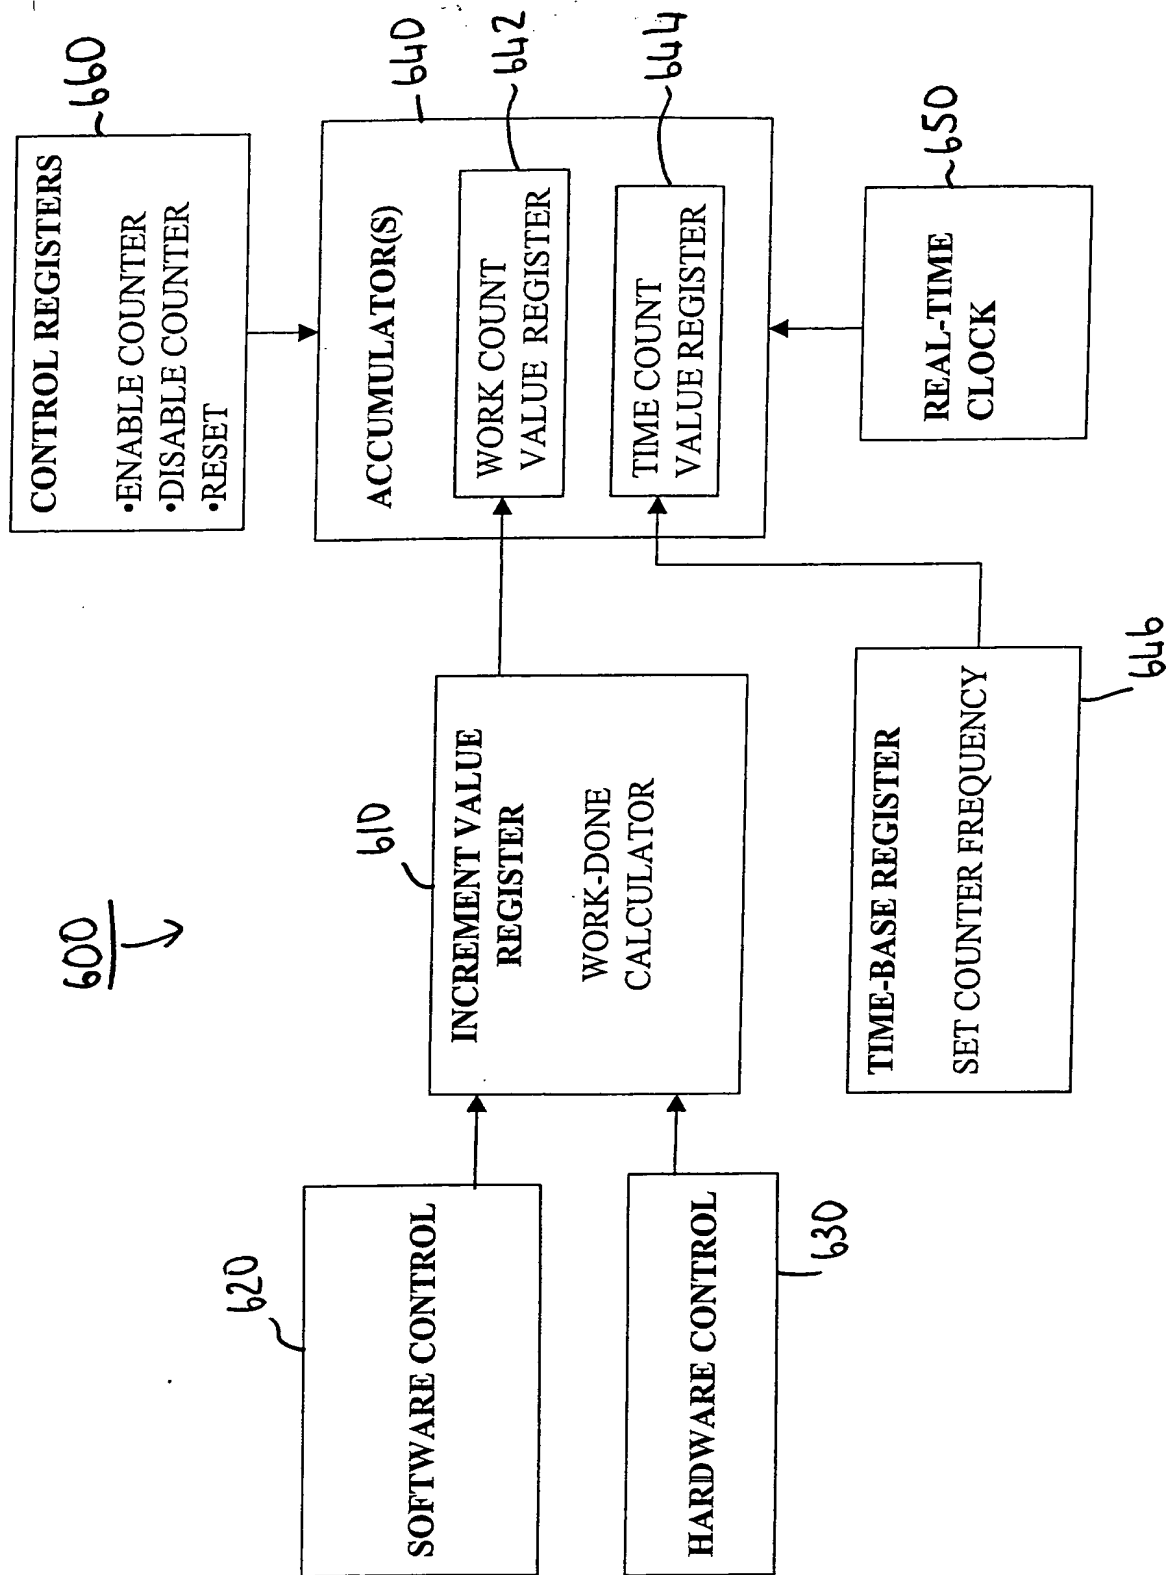 600
660
CONTROL REGISTERS
•ENABLE COUNTER
•DISABLE COUNTER
•RESET
620
SOFTWARE CONTROL
610
INCREMENT VALUE
REGISTER
WORK-DONE
CALCULATOR
640
ACCUMULATOR(S)
642
WORK COUNT
VALUE REGISTER
644
TIME COUNT
VALUE REGISTER
HARDWARE CONTROL
630
TIME-BASE REGISTER
SET COUNTER FREQUENCY
646
650
REAL-TIME
CLOCK